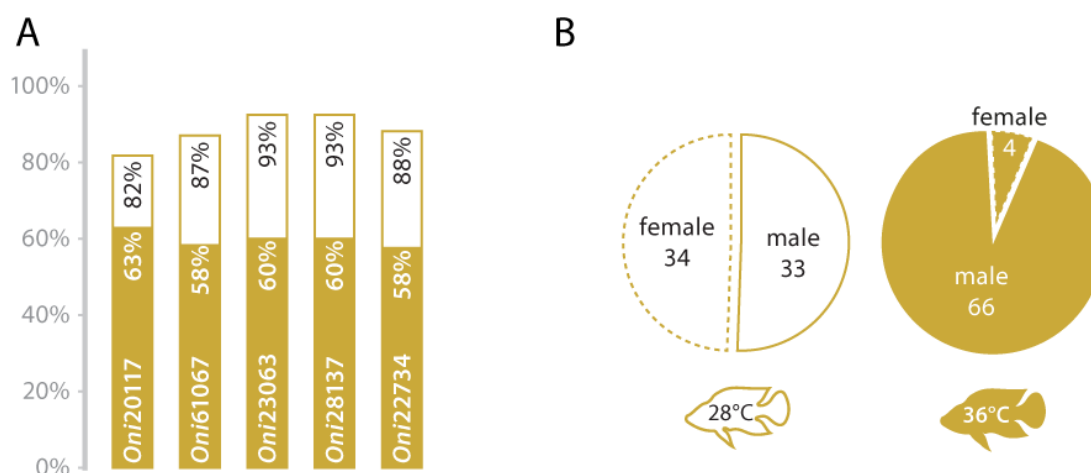 A
100%
80%
60%
40%
20%
0%
82%
63%
Oni20117
87%
58%
Oni61067
93%
60%
Oni23063
93%
60%
Oni28137
88%
58%
Oni22734
B
female
34
male
33
28°C
female
4
male
66
36°C